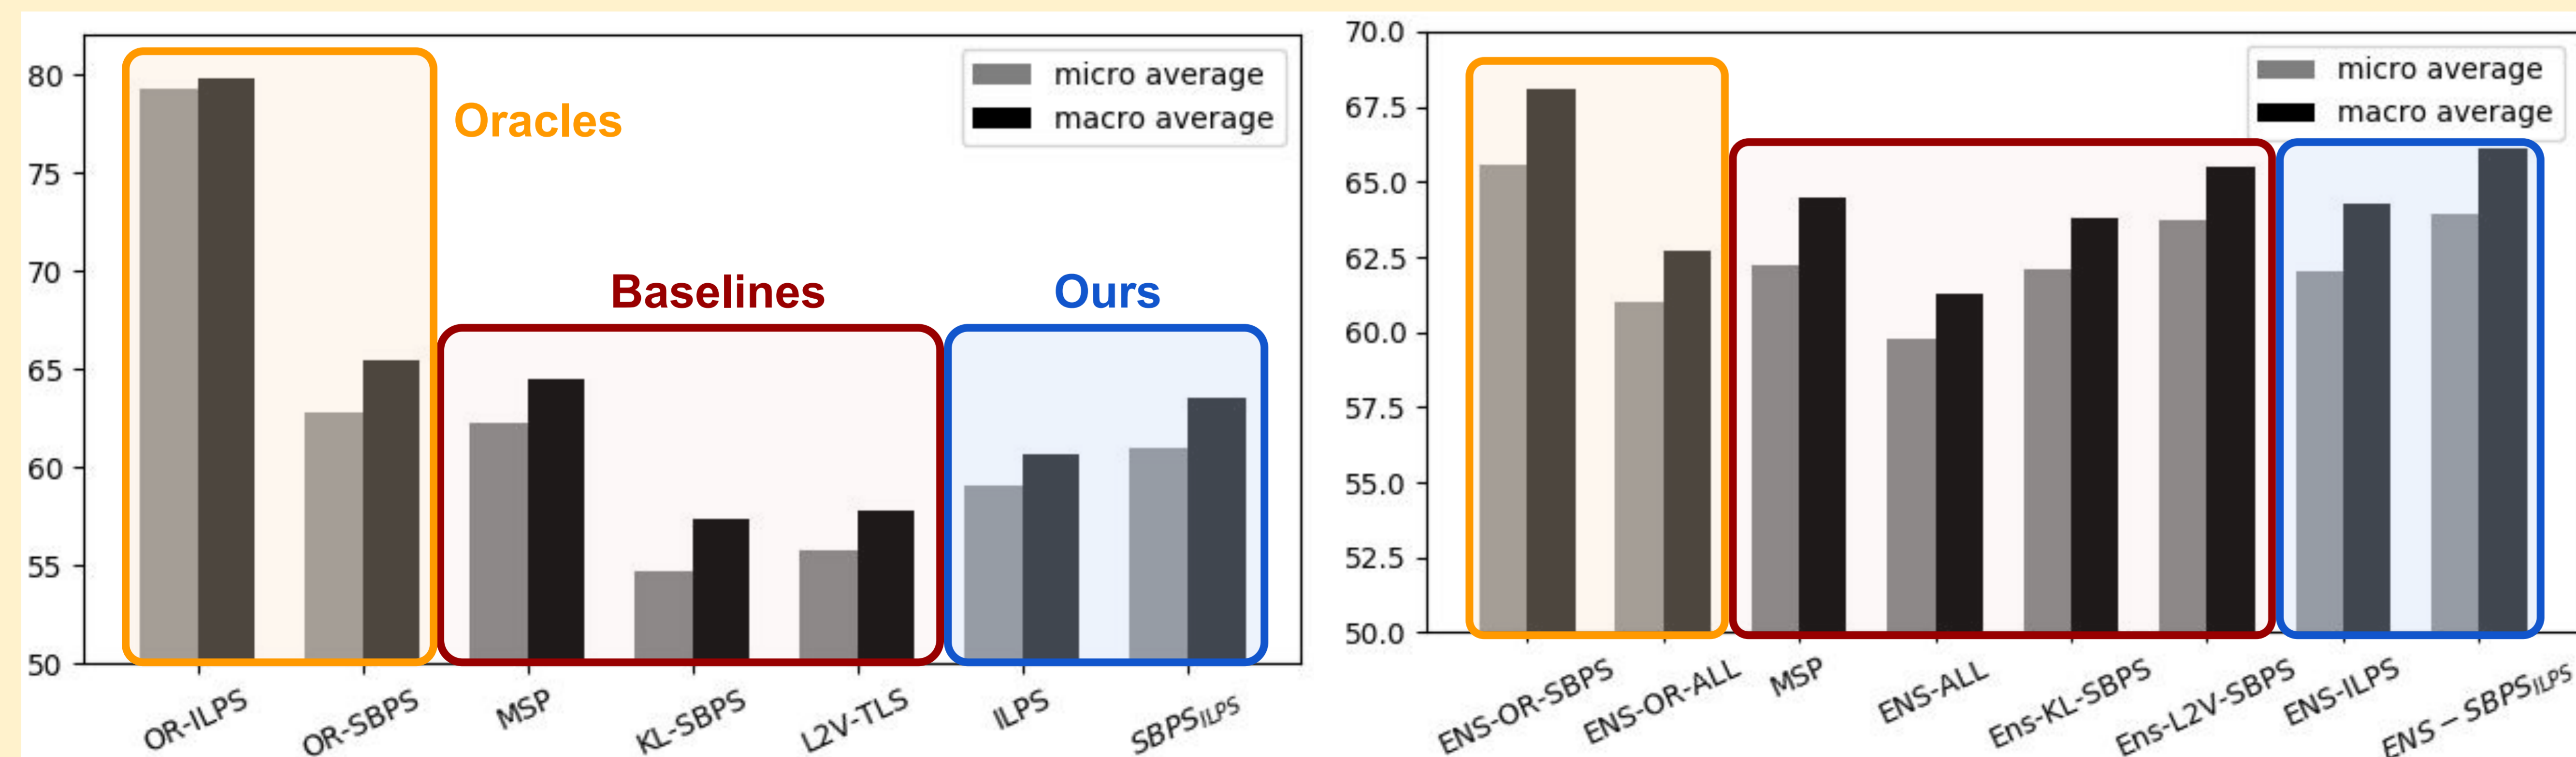 80
75
70
65
60
55
50
Oracles
Baselines
Ours
micro average
macro average
OR-ILPS
OR-SBPS
MSP
KL-SBPS
L2V-TLS
ILPS
SBPS_ILPS
70.0
67.5
65.0
62.5
60.0
57.5
55.0
52.5
50.0
micro average
macro average
ENS-OR-SBPS
ENS-OR-ALL
MSP
ENS-ALL
Ens-KL-SBPS
Ens-L2V-SBPS
ENS-ILPS
ENS − SBPS_ILPS